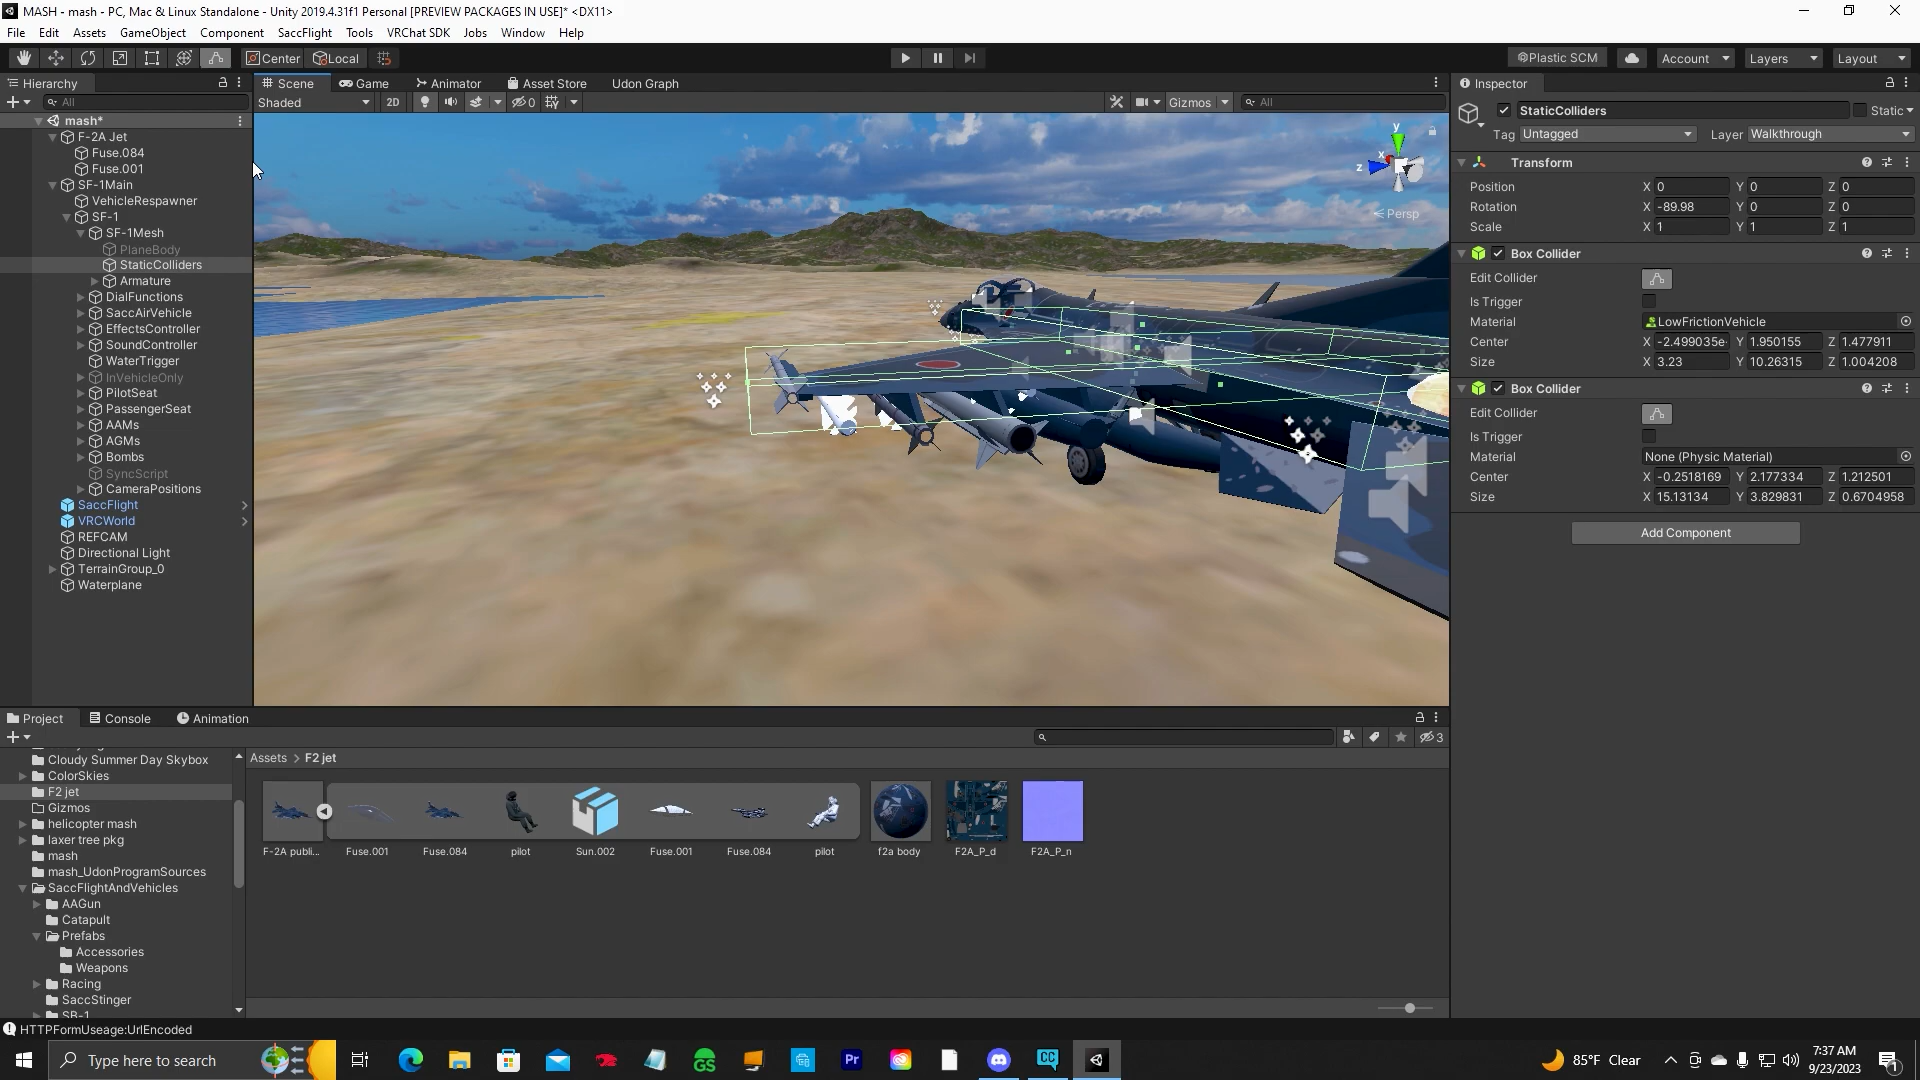 MASH - mash - PC, Mac & Linux Standalone - Unity 2019.4.31f1 Personal [PREVIEW PACKAGES IN USE]* <DX11>
File Edit Assets GameObject Component SaccFlight Tools VRChat SDK Jobs Window Help
Center Local Plastic SCM Account Layers Layout
Hierarchy
All
mash*
F-2A Jet
Fuse.084
Fuse.001
SF-1Main
VehicleRespawner
SF-1
SF-1Mesh
PlaneBody
StaticColliders
Armature
DialFunctions
SaccAirVehicle
EffectsController
SoundController
WaterTrigger
InVehicleOnly
PilotSeat
PassengerSeat
AAMs
AGMs
Bombs
SyncScript
CameraPositions
SaccFlight
VRCWorld
REFCAM
Directional Light
TerrainGroup_0
Waterplane
Scene Game Animator Asset Store Udon Graph
Shaded 2D 0 Gizmos All
y
x
z
Persp
Inspector
StaticColliders Static
Tag Untagged Layer Walkthrough
Transform
Position X 0 Y 0 Z 0
Rotation X -89.98 Y 0 Z 0
Scale X 1 Y 1 Z 1
Box Collider
Edit Collider
Is Trigger
Material LowFrictionVehicle
Center X -2.499035e- Y 1.950155 Z 1.477911
Size X 3.23 Y 10.26315 Z 1.004208
Box Collider
Edit Collider
Is Trigger
Material None (Physic Material)
Center X -0.2518169 Y 2.177334 Z 1.212501
Size X 15.13134 Y 3.829831 Z 0.6704958
Add Component
Project Console Animation
3
Cloudy Summer Day Skybox
ColorSkies
F2 jet
Gizmos
helicopter mash
laxer tree pkg
mash
mash_UdonProgramSources
SaccFlightAndVehicles
AAGun
Catapult
Prefabs
Accessories
Weapons
Racing
SaccStinger
SB-1
Assets > F2 jet
F-2A publi... Fuse.001 Fuse.084 pilot Sun.002 Fuse.001 Fuse.084 pilot f2a body F2A_P_d F2A_P_n
HTTPFormUseage:UrlEncoded
Type here to search
GS
Pr
CC
85°F Clear
7:37 AM
9/23/2023
1